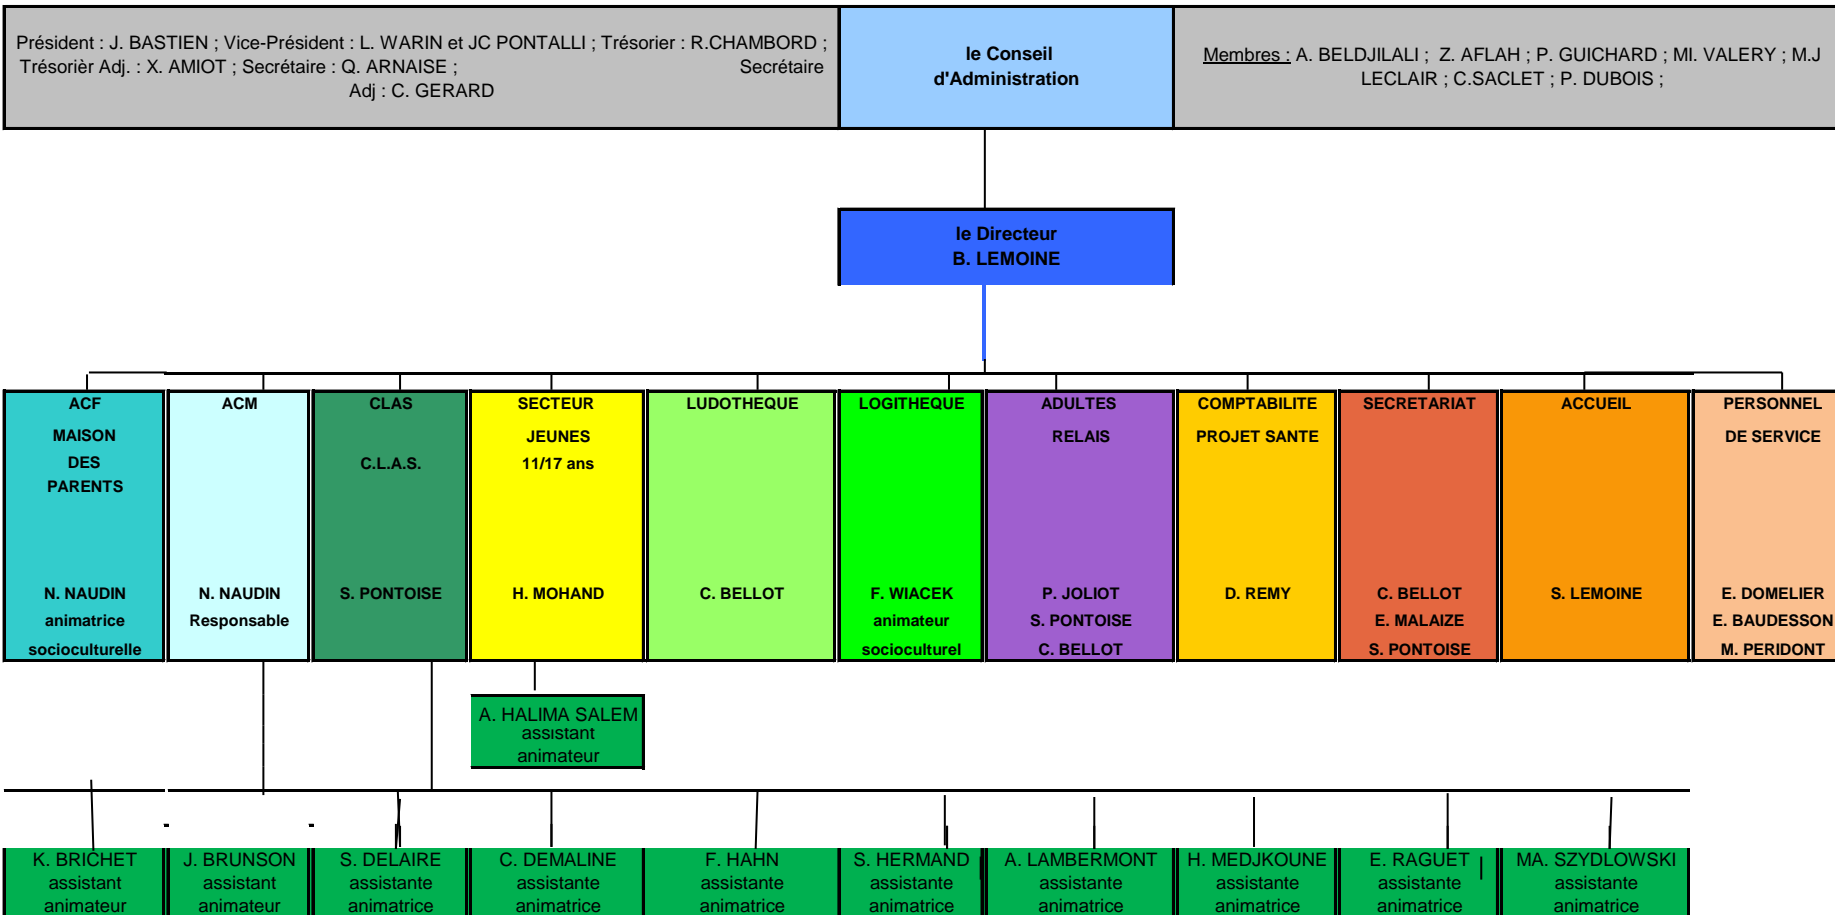 Président : J. BASTIEN ; Vice-Président : L. WARIN et JC PONTALLI ; Trésorier : R.CHAMBORD ;
Trésorièr Adj. : X. AMIOT ; Secrétaire : Q. ARNAISE ; Secrétaire
Adj : C. GERARD
le Conseil
d'Administration
Membres : A. BELDJILALI ; Z. AFLAH ; P. GUICHARD ; MI. VALERY ; M.J
LECLAIR ; C.SACLET ; P. DUBOIS ;
le Directeur
B. LEMOINE
ACF
MAISON
DES
PARENTS
N. NAUDIN
animatrice
socioculturelle
ACM
N. NAUDIN
Responsable
CLAS
C.L.A.S.
S. PONTOISE
SECTEUR
JEUNES
11/17 ans
H. MOHAND
LUDOTHEQUE
C. BELLOT
LOGITHEQUE
F. WIACEK
animateur
socioculturel
ADULTES
RELAIS
P. JOLIOT
S. PONTOISE
C. BELLOT
COMPTABILITE
PROJET SANTE
D. REMY
SECRETARIAT
C. BELLOT
E. MALAIZE
S. PONTOISE
ACCUEIL
S. LEMOINE
PERSONNEL
DE SERVICE
E. DOMELIER
E. BAUDESSON
M. PERIDONT
A. HALIMA SALEM
assistant
animateur
K. BRICHET
assistant
animateur
J. BRUNSON
assistant
animateur
S. DELAIRE
assistante
animatrice
C. DEMALINE
assistante
animatrice
F. HAHN
assistante
animatrice
S. HERMAND
assistante
animatrice
A. LAMBERMONT
assistante
animatrice
H. MEDJKOUNE
assistante
animatrice
E. RAGUET
assistante
animatrice
MA. SZYDLOWSKI
assistante
animatrice